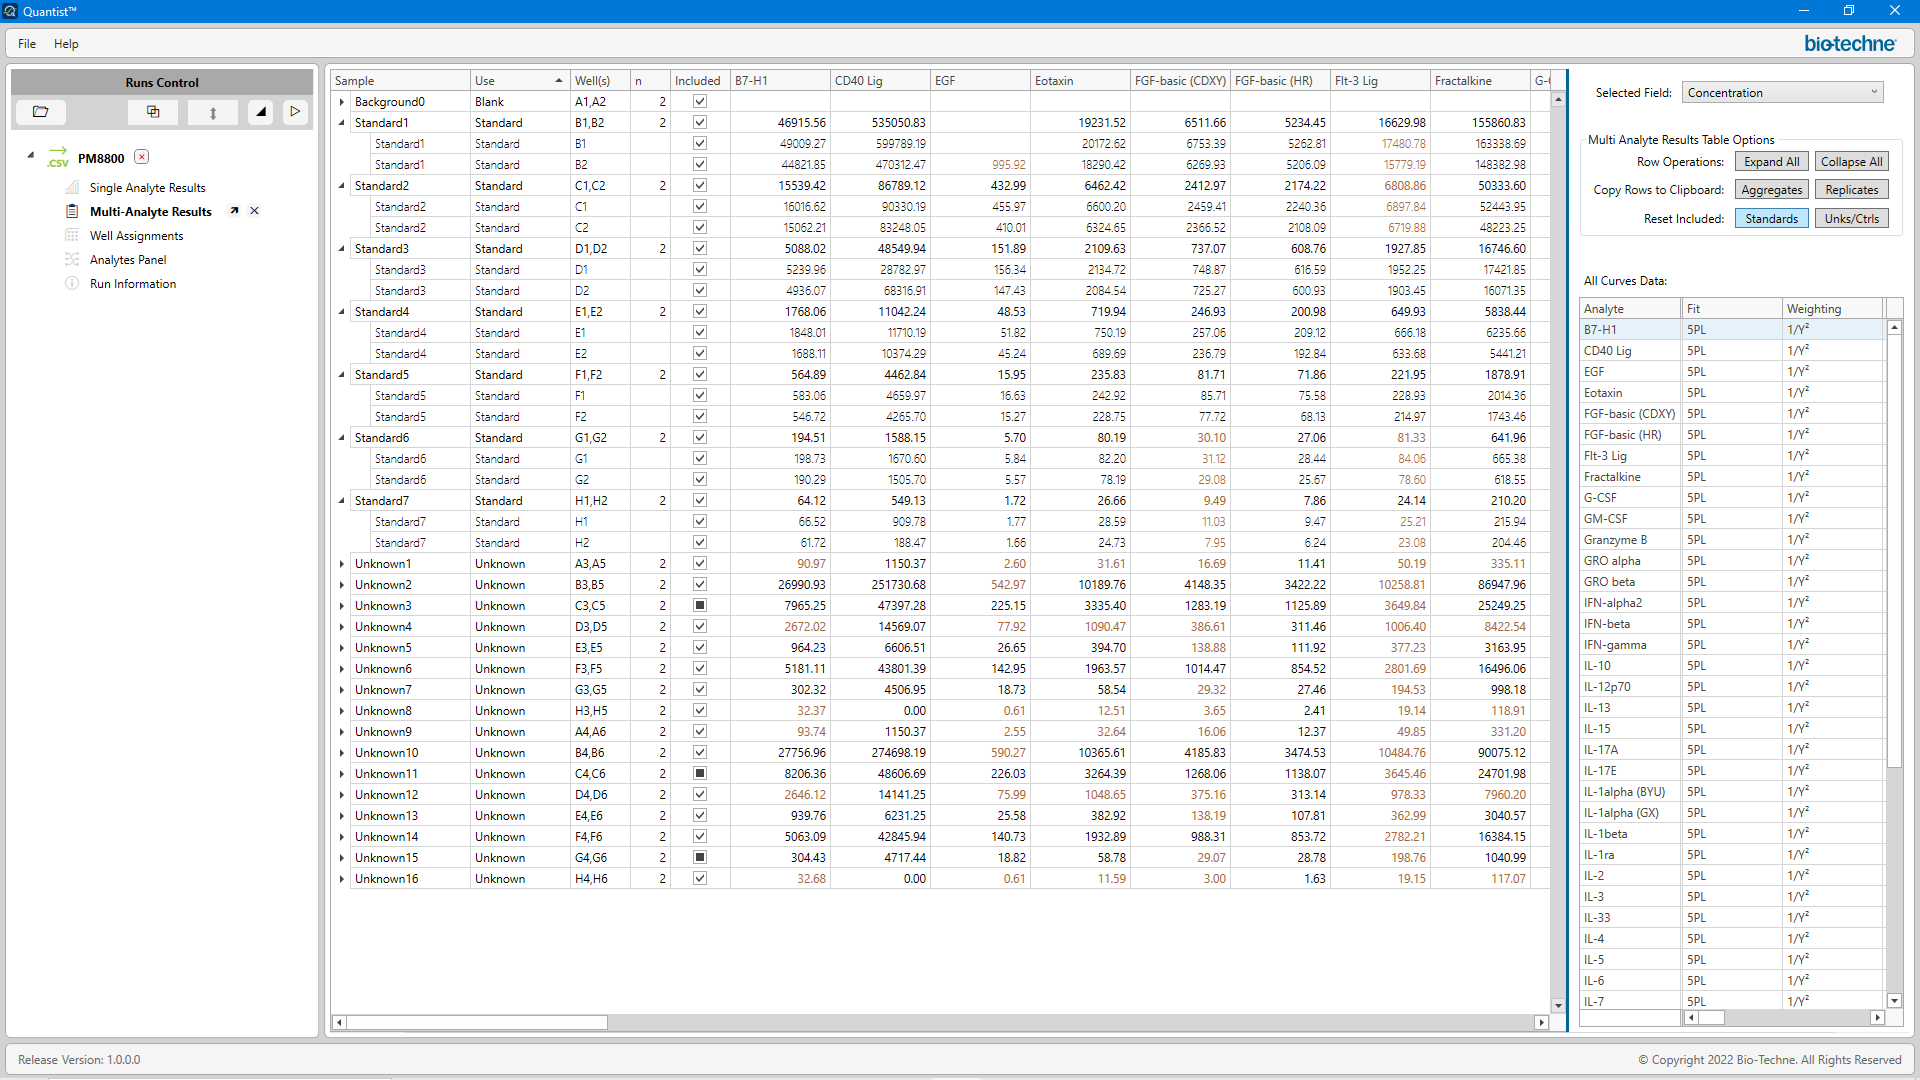 Quantist™
File Help
bio-techne
Runs Control
.CSV PM8800
Single Analyte Results
Multi-Analyte Results
Well Assignments
Analytes Panel
Run Information
Sample Use Well(s) n Included B7-H1 CD40 Lig EGF Eotaxin FGF-basic (CDXY) FGF-basic (HR) Flt-3 Lig Fractalkine
Background0 Blank A1,A2 2
Standard1 Standard B1,B2 2 46915.56 535050.83 19231.52 6511.66 5234.45 16629.98 155860.83
Standard1 Standard B1 49009.27 599789.19 20172.62 6753.39 5262.81 17480.78 163338.69
Standard1 Standard B2 44821.85 470312.47 995.92 18290.42 6269.93 5206.09 15779.19 148382.98
Standard2 Standard C1,C2 2 15539.42 86789.12 432.99 6462.42 2412.97 2174.22 6808.86 50333.60
Standard2 Standard C1 16016.62 90330.19 455.97 6600.20 2459.41 2240.36 6897.84 52443.95
Standard2 Standard C2 15062.21 83248.05 410.01 6324.65 2366.52 2108.09 6719.88 48223.25
Standard3 Standard D1,D2 2 5088.02 48549.94 151.89 2109.63 737.07 608.76 1927.85 16746.60
Standard3 Standard D1 5239.96 28782.97 156.34 2134.72 748.87 616.59 1952.25 17421.85
Standard3 Standard D2 4936.07 68316.91 147.43 2084.54 725.27 600.93 1903.45 16071.35
Standard4 Standard E1,E2 2 1768.06 11042.24 48.53 719.94 246.93 200.98 649.93 5838.44
Standard4 Standard E1 1848.01 11710.19 51.82 750.19 257.06 209.12 666.18 6235.66
Standard4 Standard E2 1688.11 10374.29 45.24 689.69 236.79 192.84 633.68 5441.21
Standard5 Standard F1,F2 2 564.89 4462.84 15.95 235.83 81.71 71.86 221.95 1878.91
Standard5 Standard F1 583.06 4659.97 16.63 242.92 85.71 75.58 228.93 2014.36
Standard5 Standard F2 546.72 4265.70 15.27 228.75 77.72 68.13 214.97 1743.46
Standard6 Standard G1,G2 2 194.51 1588.15 5.70 80.19 30.10 27.06 81.33 641.96
Standard6 Standard G1 198.73 1670.60 5.84 82.20 31.12 28.44 84.06 665.38
Standard6 Standard G2 190.29 1505.70 5.57 78.19 29.08 25.67 78.60 618.55
Standard7 Standard H1,H2 2 64.12 549.13 1.72 26.66 9.49 7.86 24.14 210.20
Standard7 Standard H1 66.52 909.78 1.77 28.59 11.03 9.47 25.21 215.94
Standard7 Standard H2 61.72 188.47 1.66 24.73 7.95 6.24 23.08 204.46
Unknown1 Unknown A3,A5 2 90.97 1150.37 2.60 31.61 16.69 11.41 50.19 335.11
Unknown2 Unknown B3,B5 2 26990.93 251730.68 542.97 10189.76 4148.35 3422.22 10258.81 86947.96
Unknown3 Unknown C3,C5 2 7965.25 47397.28 225.15 3335.40 1283.19 1125.89 3649.84 25249.25
Unknown4 Unknown D3,D5 2 2672.02 14569.07 77.92 1090.47 386.61 311.46 1006.40 8422.54
Unknown5 Unknown E3,E5 2 964.23 6606.51 26.65 394.70 138.88 111.92 377.23 3163.95
Unknown6 Unknown F3,F5 2 5181.11 43801.39 142.95 1963.57 1014.47 854.52 2801.69 16496.06
Unknown7 Unknown G3,G5 2 302.32 4506.95 18.73 58.54 29.32 27.46 194.53 998.18
Unknown8 Unknown H3,H5 2 32.37 0.00 0.61 12.51 3.65 2.41 19.14 118.91
Unknown9 Unknown A4,A6 2 93.74 1150.37 2.55 32.64 16.06 12.37 49.85 331.20
Unknown10 Unknown B4,B6 2 27756.96 274698.19 590.27 10365.61 4185.83 3474.53 10484.76 90075.12
Unknown11 Unknown C4,C6 2 8206.36 48606.69 226.03 3264.39 1268.06 1138.07 3645.46 24701.98
Unknown12 Unknown D4,D6 2 2646.12 14141.25 75.99 1048.65 375.16 313.14 978.33 7960.20
Unknown13 Unknown E4,E6 2 939.76 6231.25 25.58 382.92 138.19 107.81 362.99 3040.57
Unknown14 Unknown F4,F6 2 5063.09 42845.94 140.73 1932.89 988.31 853.72 2782.21 16384.15
Unknown15 Unknown G4,G6 2 304.43 4717.44 18.82 58.78 29.07 28.78 198.76 1040.99
Unknown16 Unknown H4,H6 2 32.68 0.00 0.61 11.59 3.00 1.63 19.15 117.07
Selected Field: Concentration
Multi Analyte Results Table Options
Row Operations: Expand All Collapse All
Copy Rows to Clipboard: Aggregates Replicates
Reset Included: Standards Unks/Ctrls
All Curves Data:
Analyte Fit Weighting
B7-H1 5PL 1/Y²
CD40 Lig 5PL 1/Y²
EGF 5PL 1/Y²
Eotaxin 5PL 1/Y²
FGF-basic (CDXY) 5PL 1/Y²
FGF-basic (HR) 5PL 1/Y²
Flt-3 Lig 5PL 1/Y²
Fractalkine 5PL 1/Y²
G-CSF 5PL 1/Y²
GM-CSF 5PL 1/Y²
Granzyme B 5PL 1/Y²
GRO alpha 5PL 1/Y²
GRO beta 5PL 1/Y²
IFN-alpha2 5PL 1/Y²
IFN-beta 5PL 1/Y²
IFN-gamma 5PL 1/Y²
IL-10 5PL 1/Y²
IL-12p70 5PL 1/Y²
IL-13 5PL 1/Y²
IL-15 5PL 1/Y²
IL-17A 5PL 1/Y²
IL-17E 5PL 1/Y²
IL-1alpha (BYU) 5PL 1/Y²
IL-1alpha (GX) 5PL 1/Y²
IL-1beta 5PL 1/Y²
IL-1ra 5PL 1/Y²
IL-2 5PL 1/Y²
IL-3 5PL 1/Y²
IL-33 5PL 1/Y²
IL-4 5PL 1/Y²
IL-5 5PL 1/Y²
IL-6 5PL 1/Y²
IL-7 5PL 1/Y²
Release Version: 1.0.0.0
© Copyright 2022 Bio-Techne. All Rights Reserved